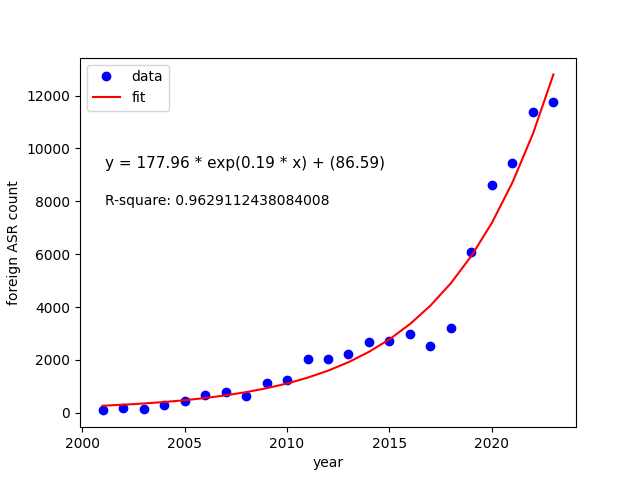 data
fit
y = 177.96 * exp(0.19 * x) + (86.59)
R-square: 0.9629112438084008
foreign ASR count
12000
10000
8000
6000
4000
2000
0
2000 2005 2010 2015 2020
year